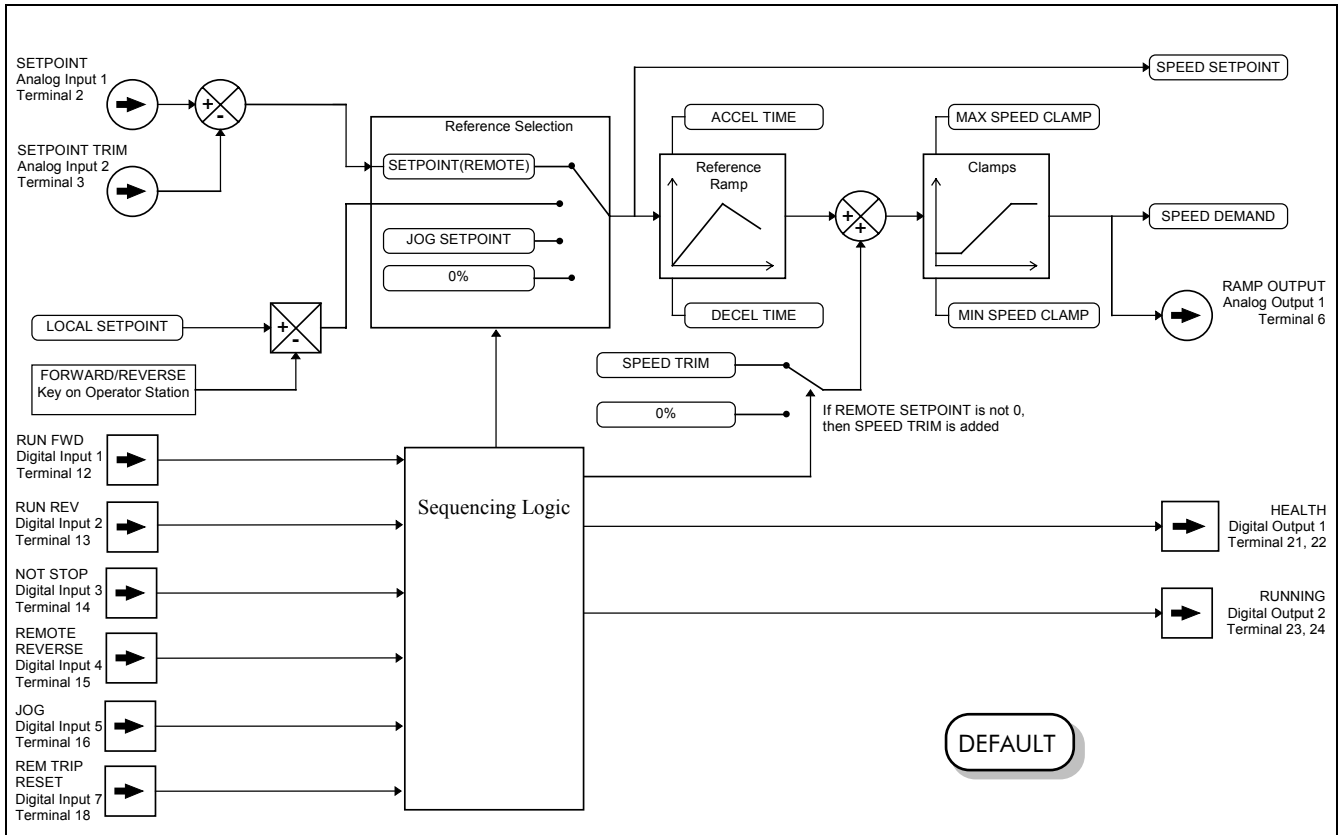 SETPOINT
Analog Input 1
Terminal 2
+
-
SETPOINT TRIM
Analog Input 2
Terminal 3
Reference Selection
SETPOINT(REMOTE)
JOG SETPOINT
0%
LOCAL SETPOINT
+
-
FORWARD/REVERSE
Key on Operator Station
SPEED SETPOINT
ACCEL TIME
Reference
Ramp
DECEL TIME
+
+
MAX SPEED CLAMP
Clamps
MIN SPEED CLAMP
SPEED DEMAND
RAMP OUTPUT
Analog Output 1
Terminal 6
SPEED TRIM
0%
If REMOTE SETPOINT is not 0,
then SPEED TRIM is added
RUN FWD
Digital Input 1
Terminal 12
RUN REV
Digital Input 2
Terminal 13
NOT STOP
Digital Input 3
Terminal 14
REMOTE
REVERSE
Digital Input 4
Terminal 15
JOG
Digital Input 5
Terminal 16
REM TRIP
RESET
Digital Input 7
Terminal 18
Sequencing Logic
HEALTH
Digital Output 1
Terminal 21, 22
RUNNING
Digital Output 2
Terminal 23, 24
DEFAULT